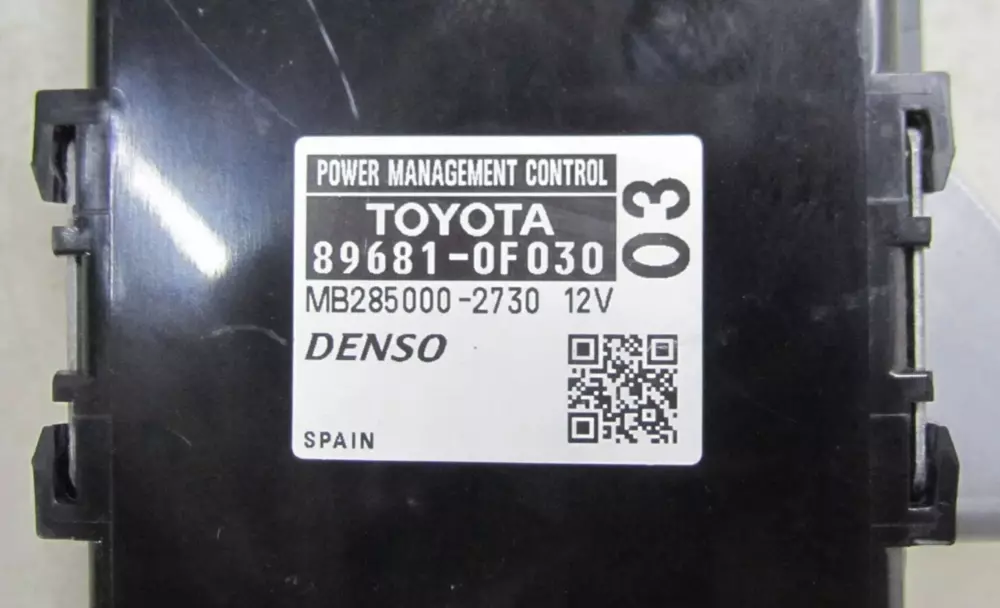 POWER MANAGEMENT CONTROL
TOYOTA
89681-0F030
03
MB285000-2730 12V
DENSO
SPAIN